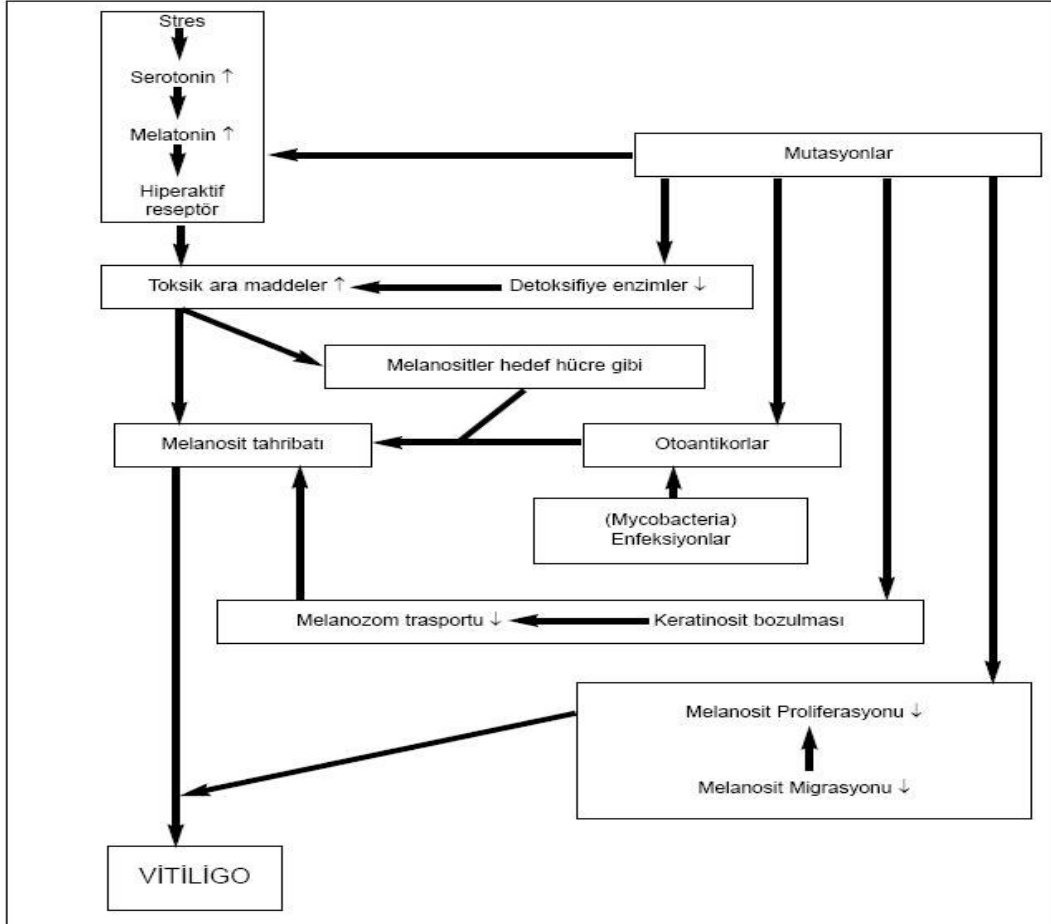 Stres
Serotonin ↑
Melatonin ↑
Hiperaktif
reseptör
Mutasyonlar
Toksik ara maddeler ↑
Detoksifiye enzimler ↓
Melanositler hedef hücre gibi
Melanosit tahribatı
Otoantikorlar
(Mycobacteria)
Enfeksiyonlar
Melanozom trasportu ↓
Keratinosit bozulması
Melanosit Proliferasyonu ↓
Melanosit Migrasyonu ↓
VİTİLİGO